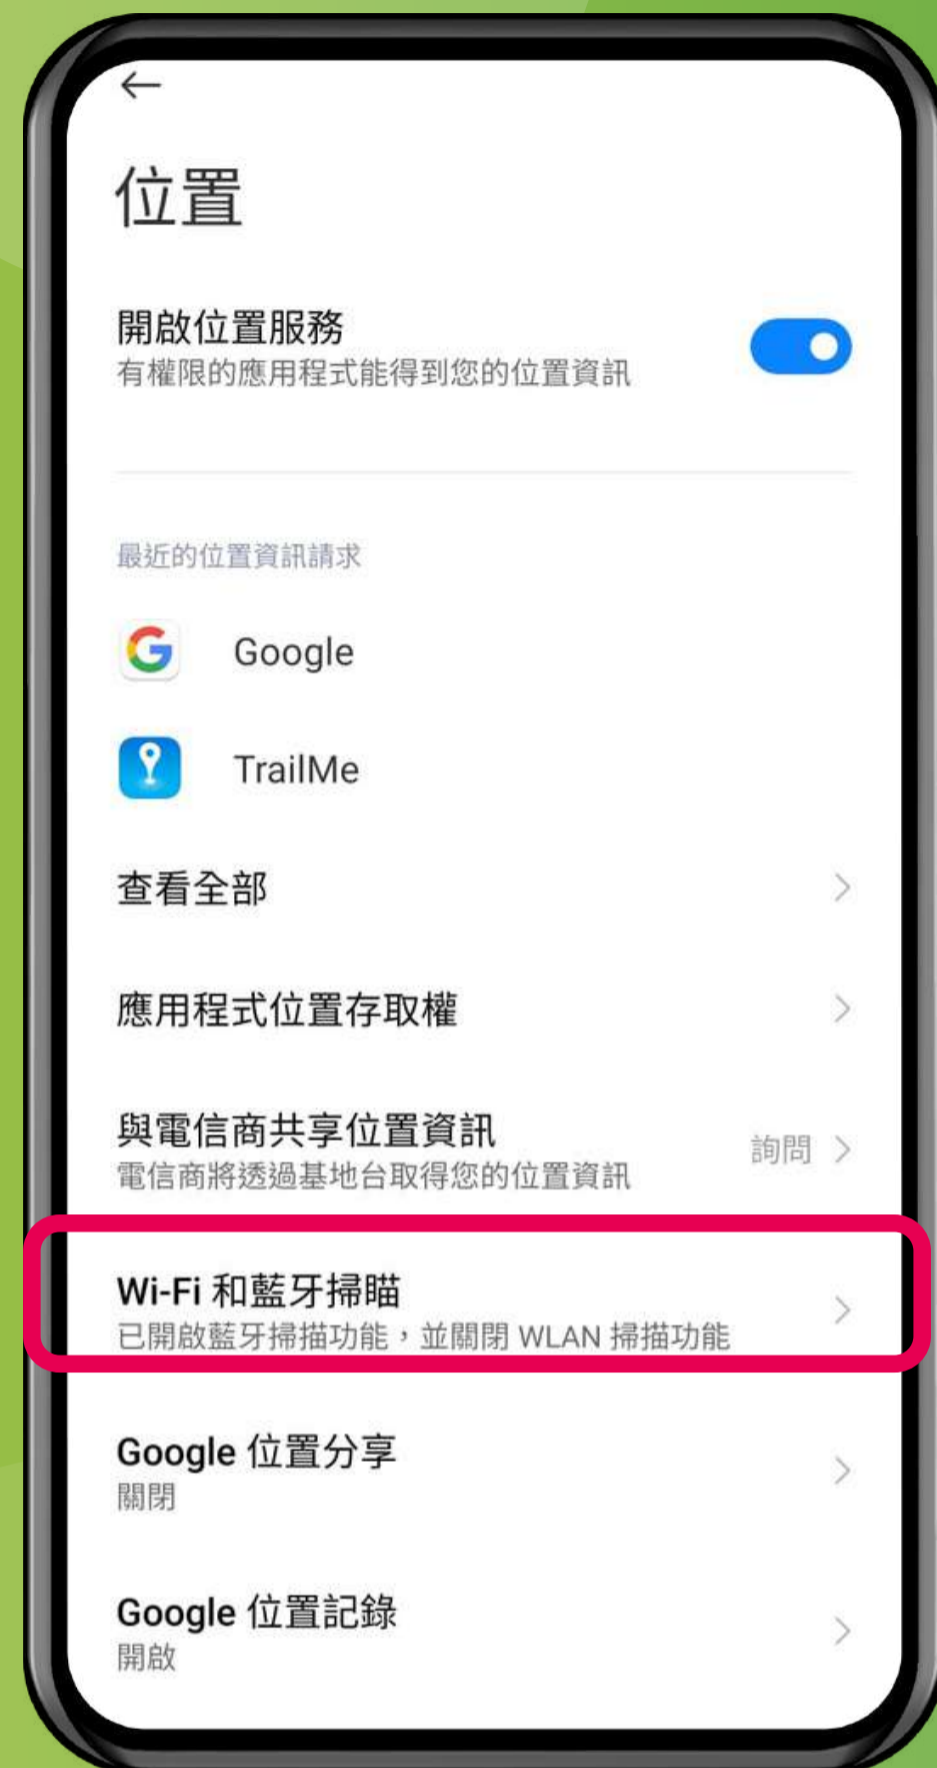 位置
開啟位置服務
有權限的應用程式能得到您的位置資訊
最近的位置資訊請求
Google
TrailMe
查看全部
應用程式位置存取權
與電信商共享位置資訊
詢問
電信商將透過基地台取得您的位置資訊
Wi-Fi 和藍牙掃瞄
已開啟藍牙掃描功能，並關閉 WLAN 掃描功能
Google 位置分享
關閉
Google 位置記錄
開啟